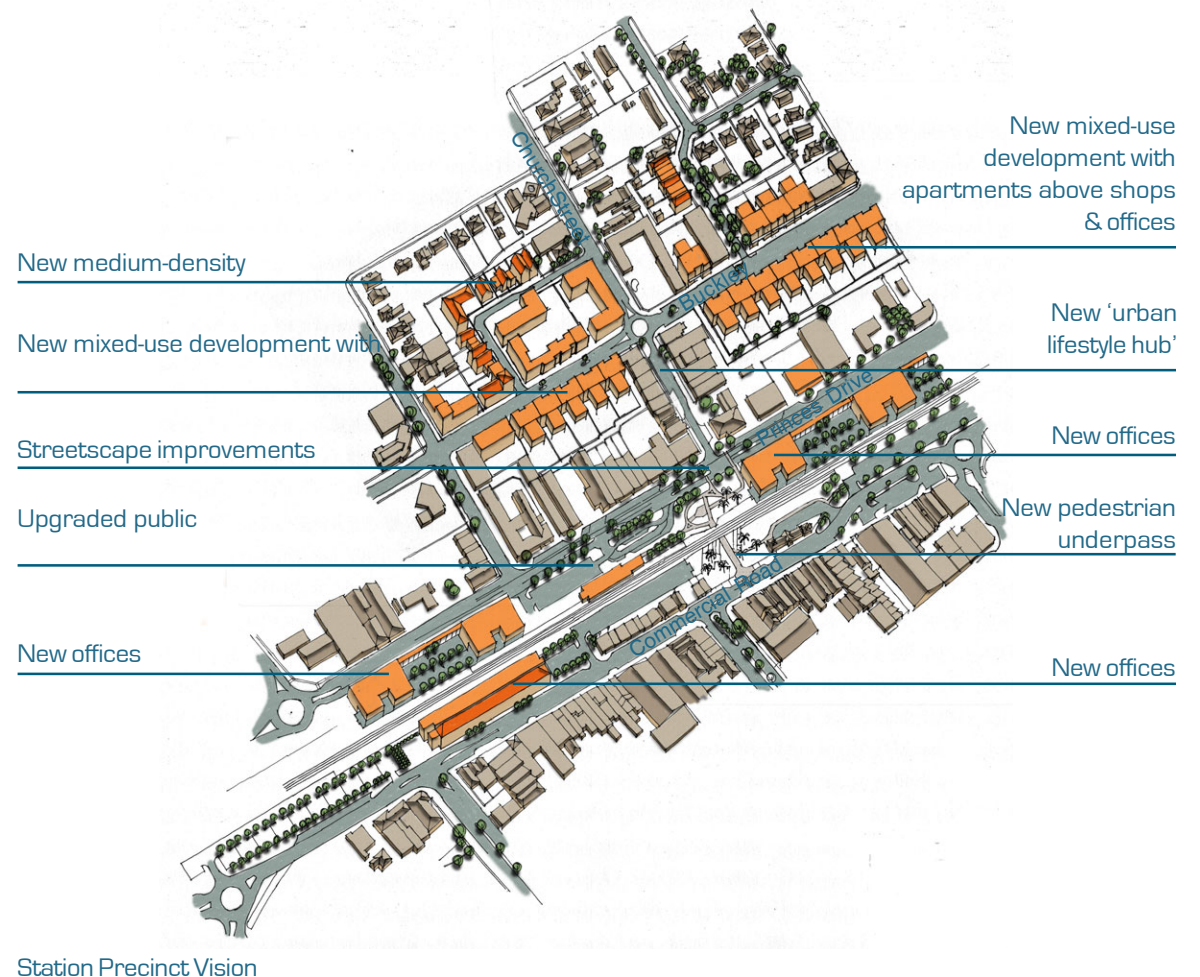 New mixed-use
development with
apartments above shops
& offices
Church Street
New medium-density
Buckley
New ‘urban
lifestyle hub’
New mixed-use development with
Princes Drive
New offices
Streetscape improvements
New pedestrian
underpass
Upgraded public
Commercial Road
New offices
New offices
Station Precinct Vision